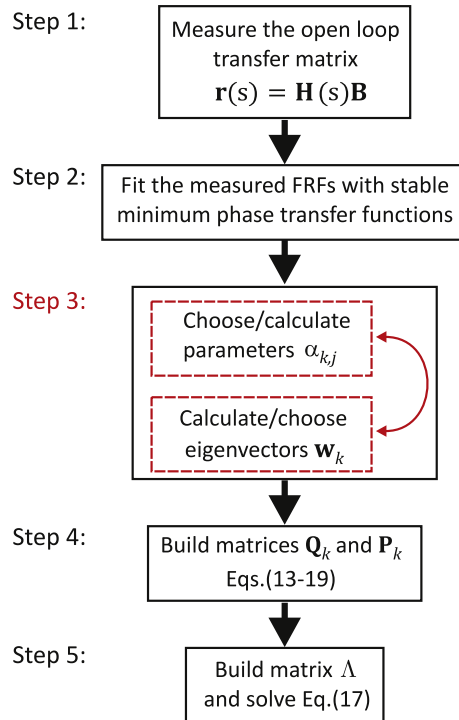 Step 1:
Measure the open loop
transfer matrix
r(s) = H (s)B
Step 2:
Fit the measured FRFs with stable
minimum phase transfer functions
Step 3:
Choose/calculate
parameters α_{k,j}
Calculate/choose
eigenvectors w_k
Step 4:
Build matrices Q_k and P_k
Eqs.(13-19)
Step 5:
Build matrix Λ
and solve Eq.(17)